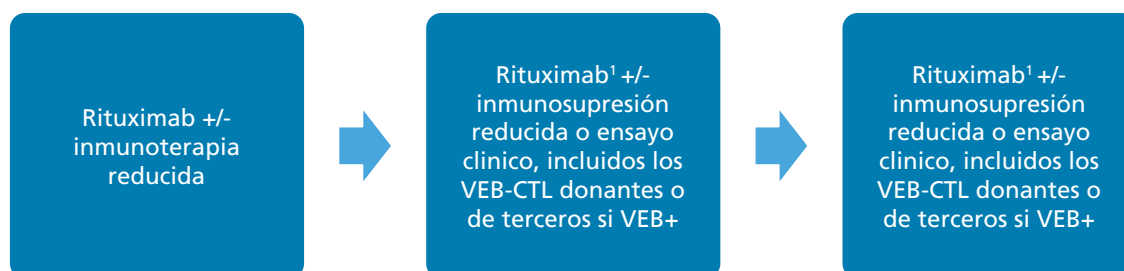 Rituximab +/-
inmunoterapia
reducida
Rituximab¹ +/-
inmunosupresión
reducida o ensayo
clinico, incluidos los
VEB-CTL donantes o
de terceros si VEB+
Rituximab¹ +/-
inmunosupresión
reducida o ensayo
clinico, incluidos los
VEB-CTL donantes o
de terceros si VEB+